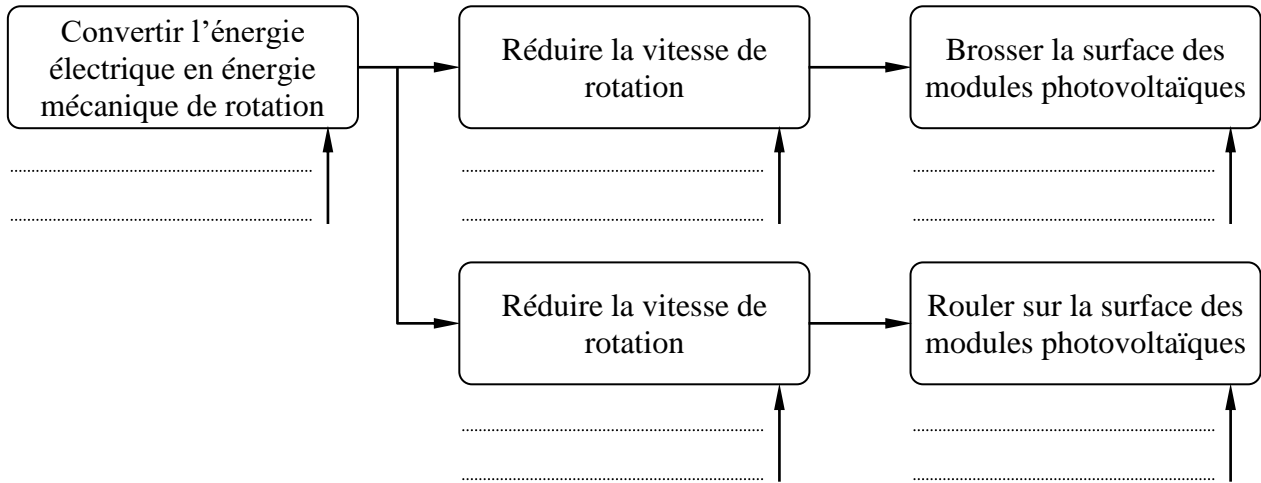 Convertir l’énergie
électrique en énergie
mécanique de rotation
Réduire la vitesse de
rotation
Brosser la surface des
modules photovoltaïques
Réduire la vitesse de
rotation
Rouler sur la surface des
modules photovoltaïques